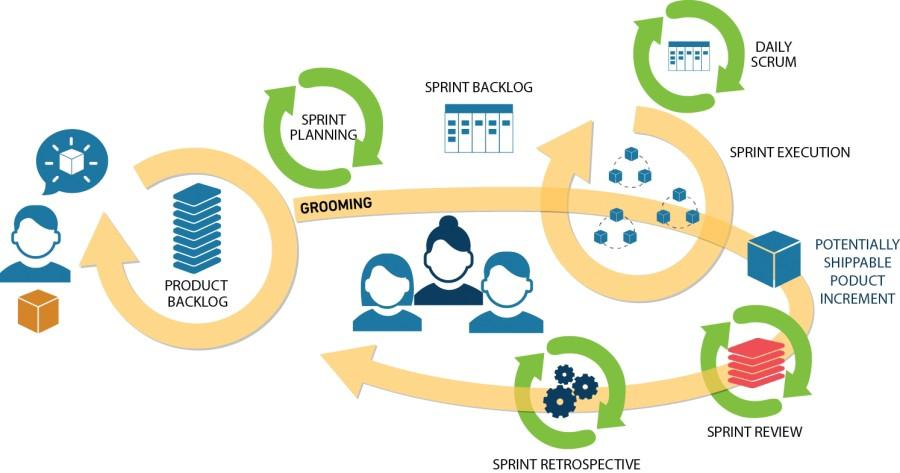 DAILY
SCRUM
SPRINT BACKLOG
SPRINT
PLANNING
SPRINT EXECUTION
GROOMING
PRODUCT
BACKLOG
POTENTIALLY
SHIPPABLE
PODUCT
INCREMENT
SPRINT REVIEW
SPRINT RETROSPECTIVE